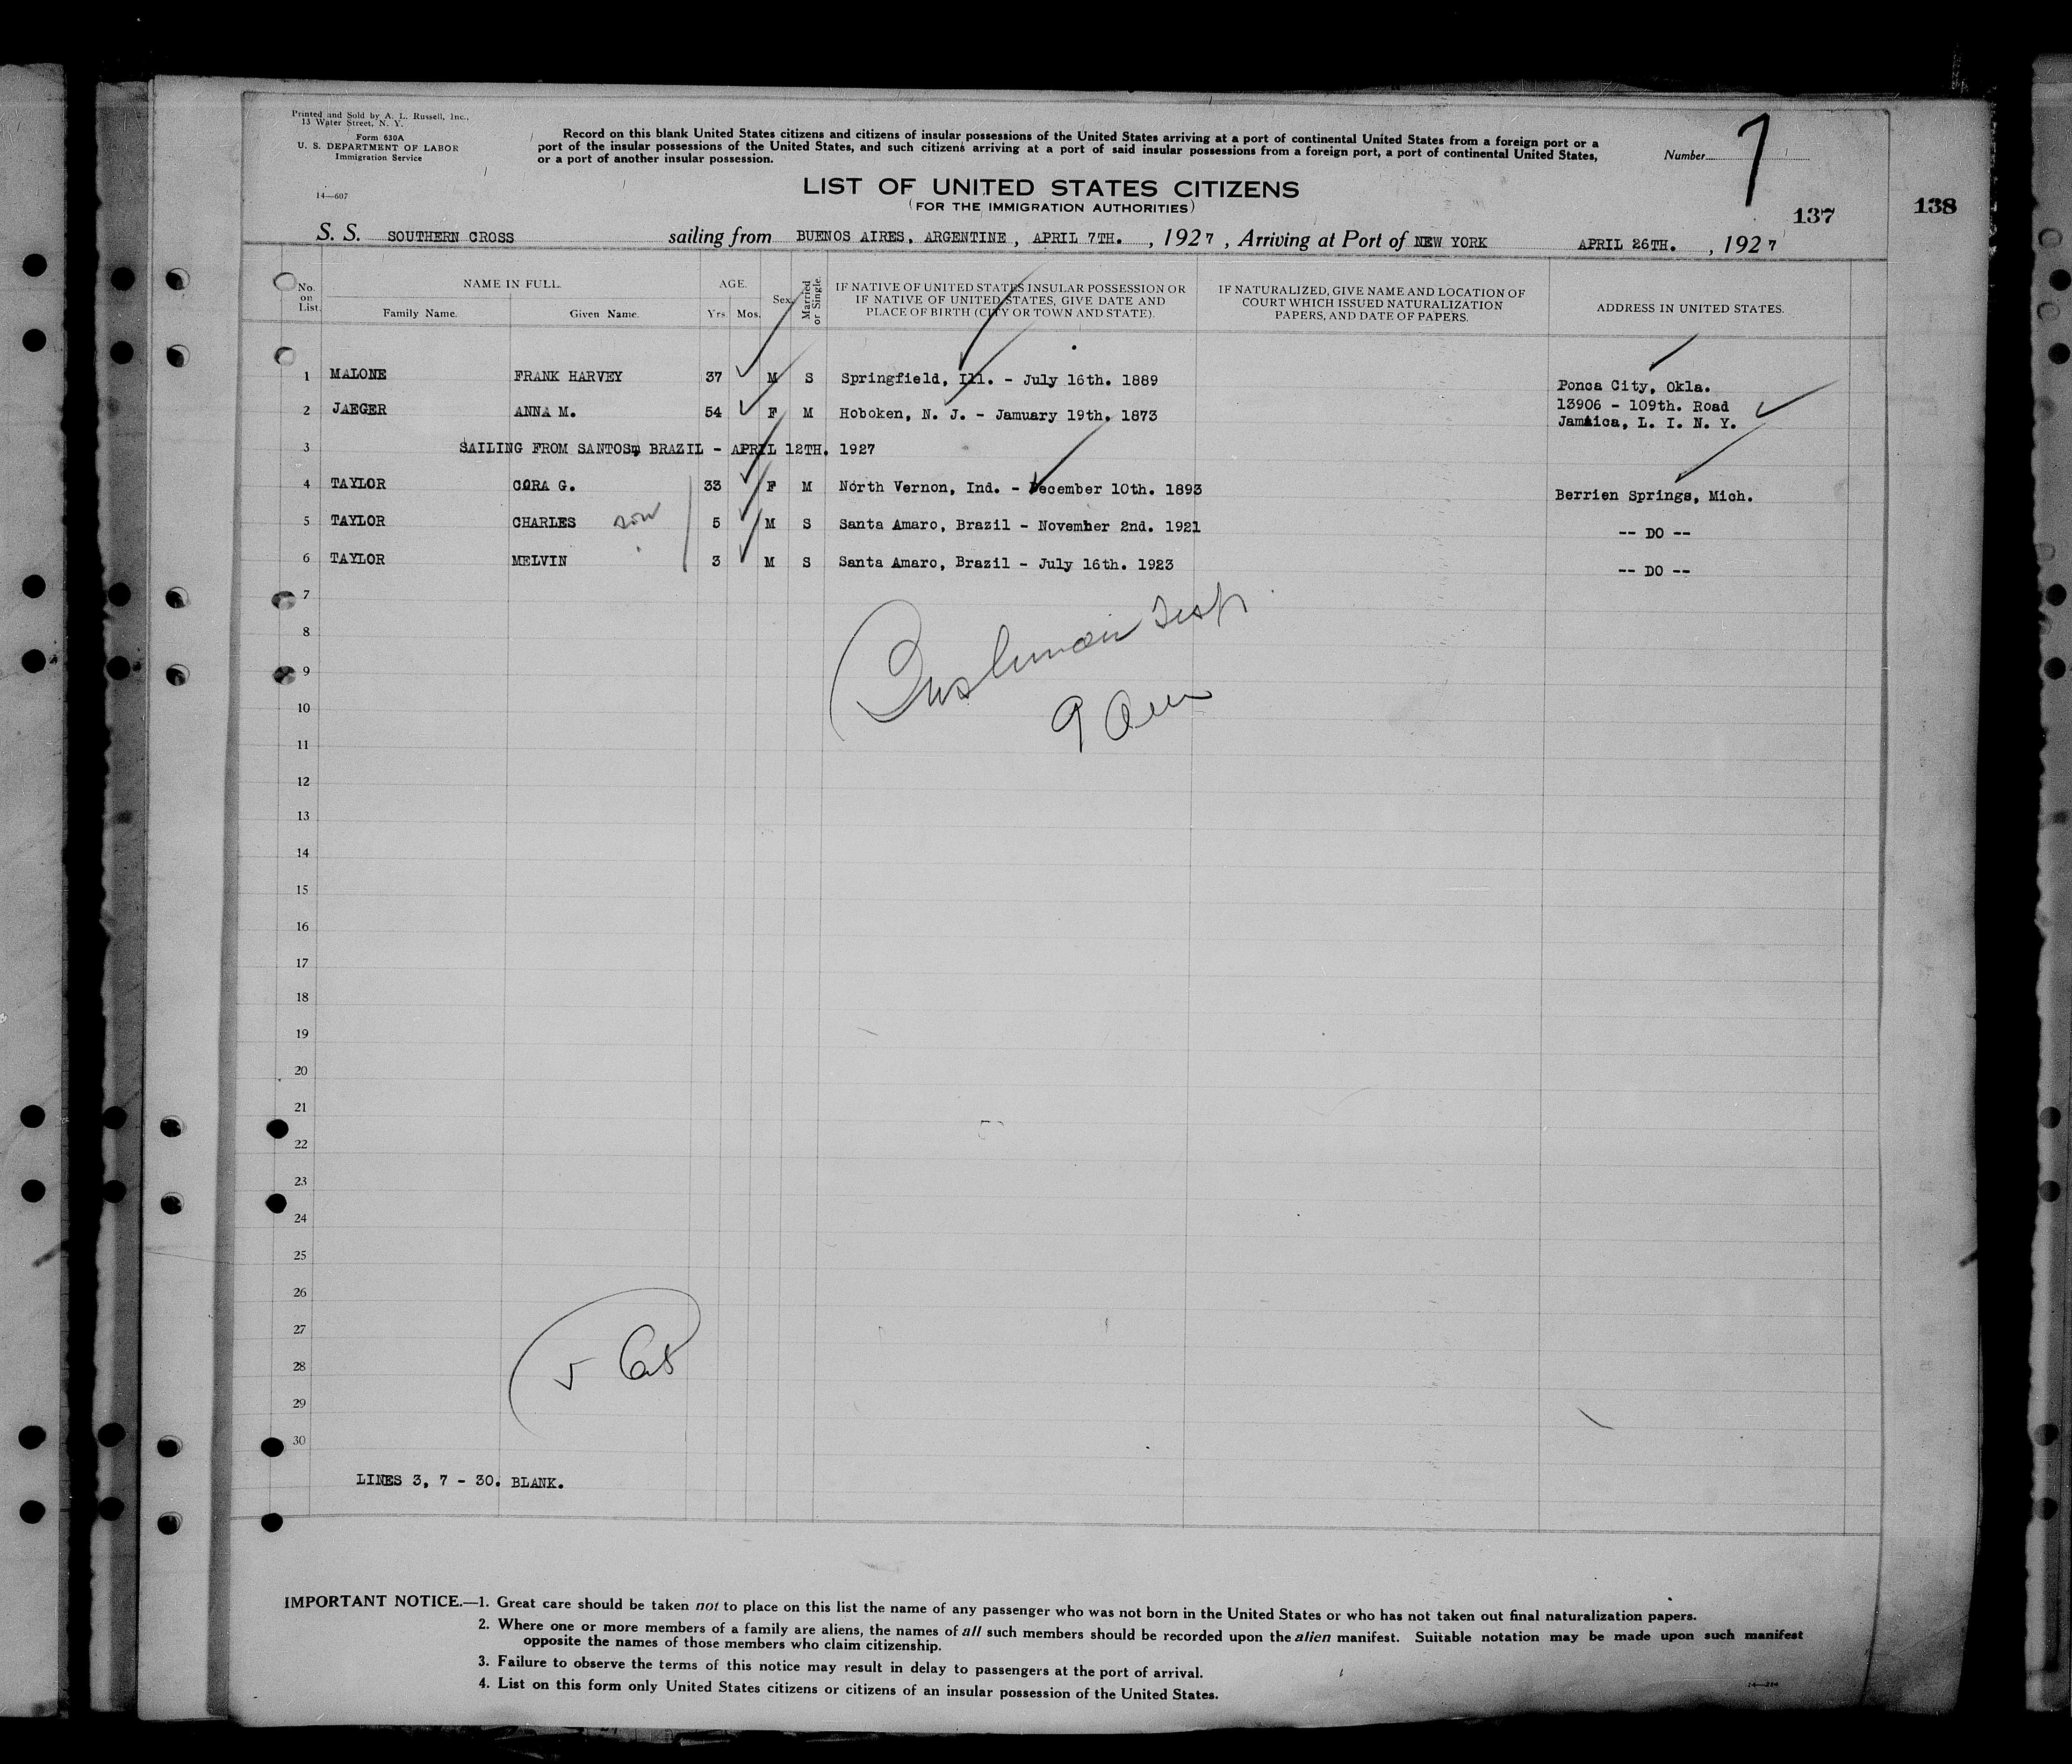 Printed and Sold by A. L. Russell, Inc.,
13 Water Street, N. Y.
Form 630A
U. S. DEPARTMENT OF LABOR
Immigration Service
14—607
Record on this blank United States citizens and citizens of insular possessions of the United States arriving at a port of continental United States from a foreign port or a
port of the insular possessions of the United States, and such citizens arriving at a port of said insular possessions from a foreign port, a port of continental United States,
or a port of another insular possession.
Number 7
LIST OF UNITED STATES CITIZENS
(FOR THE IMMIGRATION AUTHORITIES)
137 138
S. S. SOUTHERN CROSS sailing from BUENOS AIRES, ARGENTINE, APRIL 7TH. , 1927 , Arriving at Port of NEW YORK APRIL 26TH. , 1927
No. on List. NAME IN FULL. Family Name. Given Name. AGE. Yrs. Mos. Sex. Married or Single. IF NATIVE OF UNITED STATES INSULAR POSSESSION OR IF NATIVE OF UNITED STATES, GIVE DATE AND PLACE OF BIRTH (CITY OR TOWN AND STATE). IF NATURALIZED, GIVE NAME AND LOCATION OF COURT WHICH ISSUED NATURALIZATION PAPERS, AND DATE OF PAPERS. ADDRESS IN UNITED STATES.
1 MALONE FRANK HARVEY 37 M S Springfield, Ill. - July 16th. 1889 Ponca City, Okla.
2 JAEGER ANNA M. 54 F M Hoboken, N. J. - Jamuary 19th. 1873 13906 - 109th. Road
Jamaica, L. I. N. Y.
3 SAILING FROM SANTOS, BRAZIL - APRIL 12TH. 1927
4 TAYLOR CORA G. 33 F M North Vernon, Ind. - December 10th. 1893 Berrien Springs, Mich.
5 TAYLOR CHARLES son 5 M S Santa Amaro, Brazil - November 2nd. 1921 -- DO --
6 TAYLOR MELVIN 3 M S Santa Amaro, Brazil - July 16th. 1923 -- DO --
7
8
9
10
11
12
13
14
15
16
17
18
19
20
21
22
23
24
25
26
27
28
29
30
LINES 3, 7 - 30. BLANK.
IMPORTANT NOTICE.—1. Great care should be taken not to place on this list the name of any passenger who was not born in the United States or who has not taken out final naturalization papers.
2. Where one or more members of a family are aliens, the names of all such members should be recorded upon the alien manifest. Suitable notation may be made upon such manifest
opposite the names of those members who claim citizenship.
3. Failure to observe the terms of this notice may result in delay to passengers at the port of arrival.
4. List on this form only United States citizens or citizens of an insular possession of the United States.